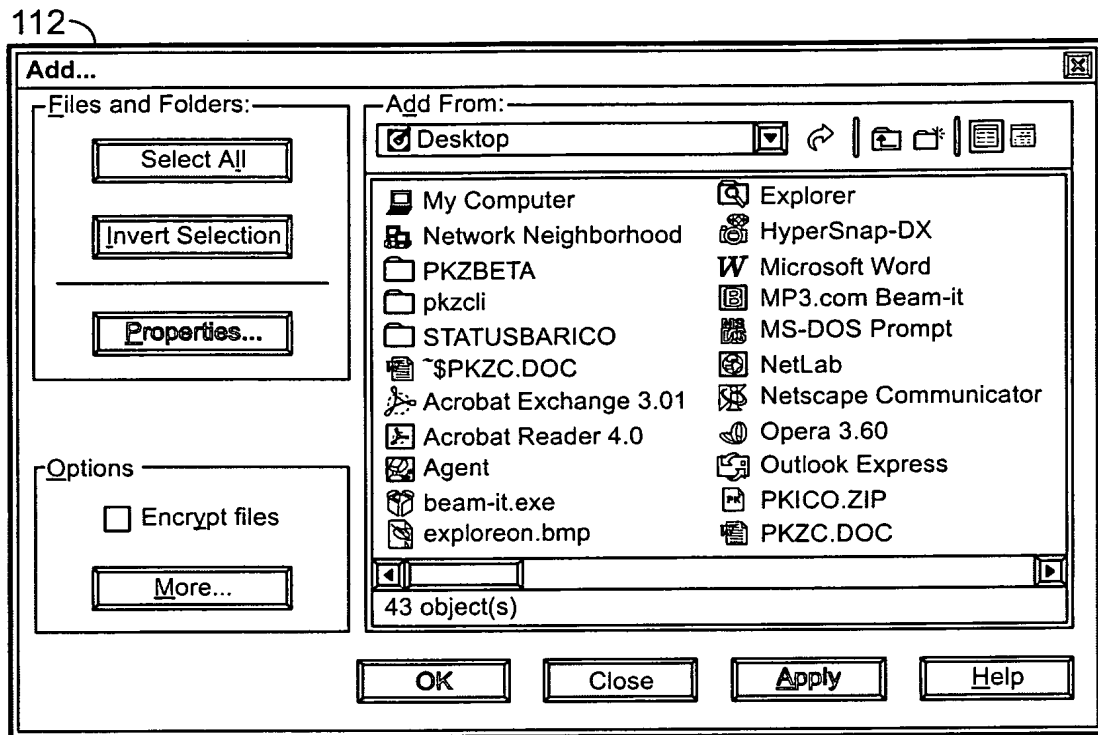 112
Add...
Files and Folders:
Select All
Invert Selection
Properties...
Options
Encrypt files
More...
Add From:
Desktop
My Computer
Network Neighborhood
PKZBETA
pkzcli
STATUSBARICO
~$PKZC.DOC
Acrobat Exchange 3.01
Acrobat Reader 4.0
Agent
beam-it.exe
exploreon.bmp
Explorer
HyperSnap-DX
Microsoft Word
MP3.com Beam-it
MS-DOS Prompt
NetLab
Netscape Communicator
Opera 3.60
Outlook Express
PKICO.ZIP
PKZC.DOC
43 object(s)
OK
Close
Apply
Help